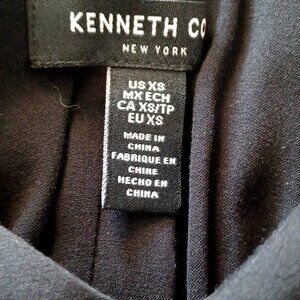 KENNETH CO
NEW YORK
US XS
MX ECH
CA XS/TP
EU XS
MADE IN
CHINA
FABRIQUE EN
CHINE
HECHO EN
CHINA